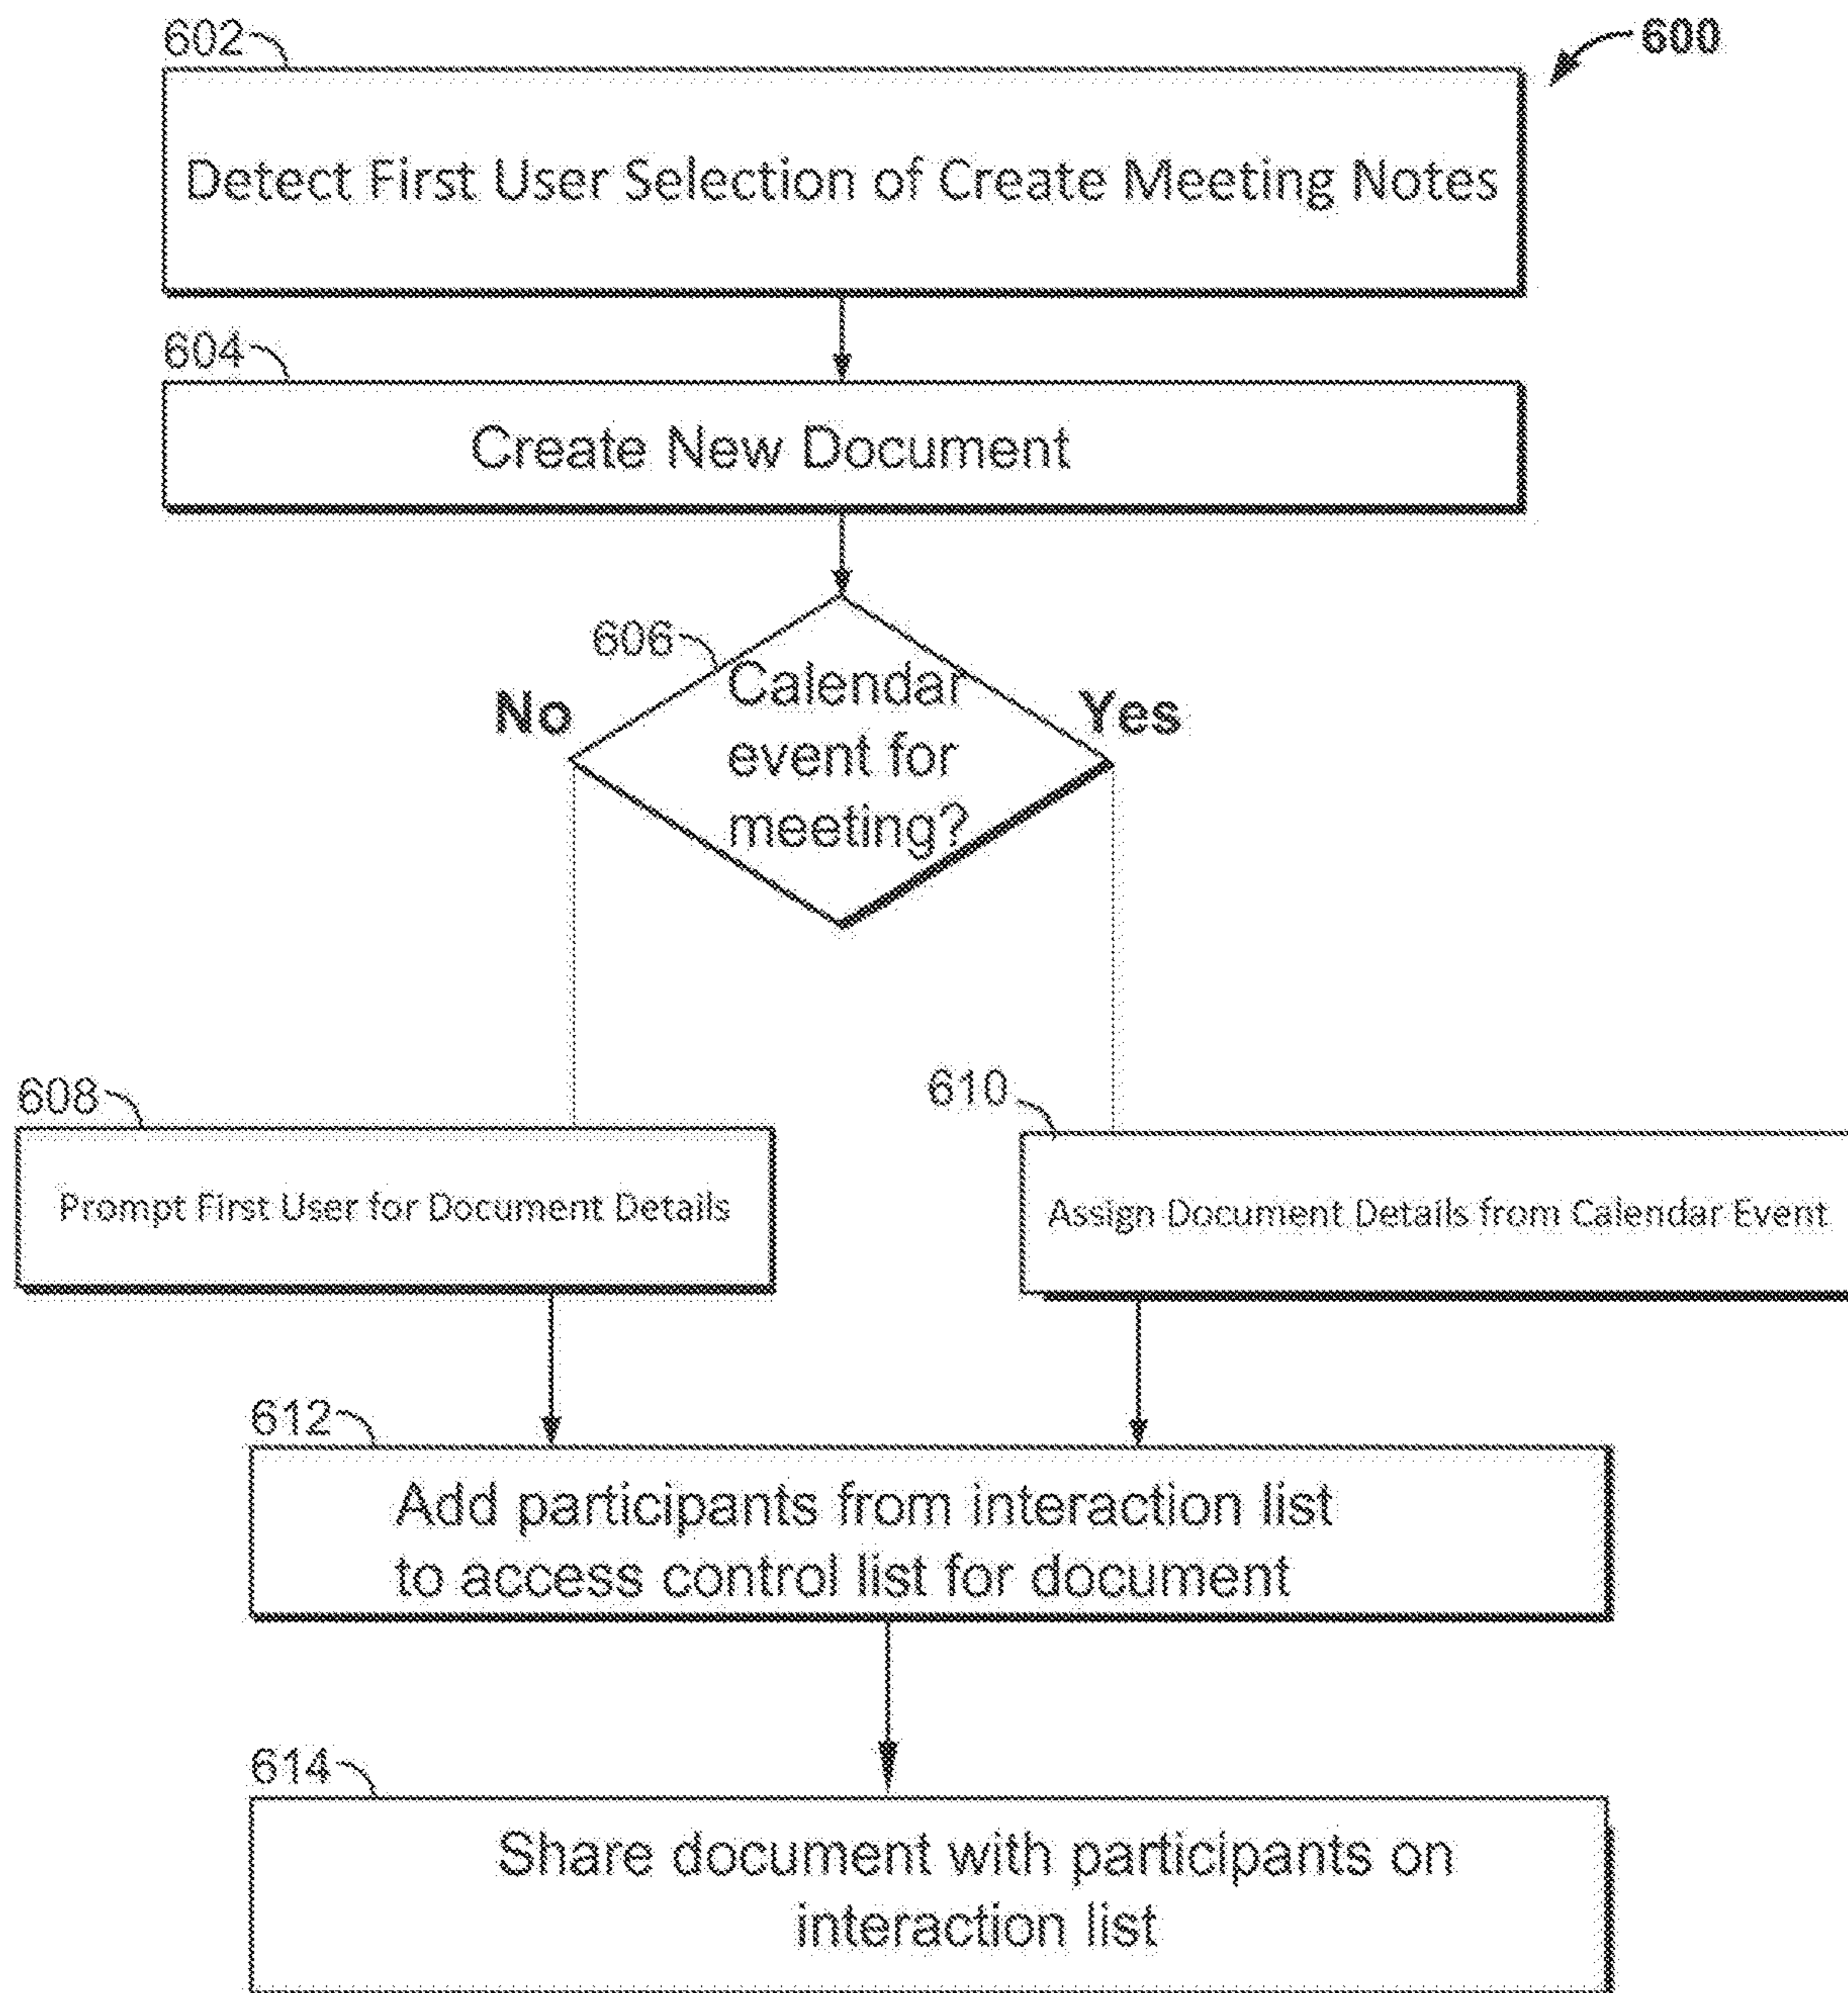 602
600
Detect First User Selection of Create Meeting Notes
604
Create New Document
606
No
Yes
Calendar
event for
meeting?
608
610
Prompt First User for Document Details
Assign Document Details from Calendar Event
612
Add participants from interaction list
to access control list for document
614
Share document with participants on
interaction list